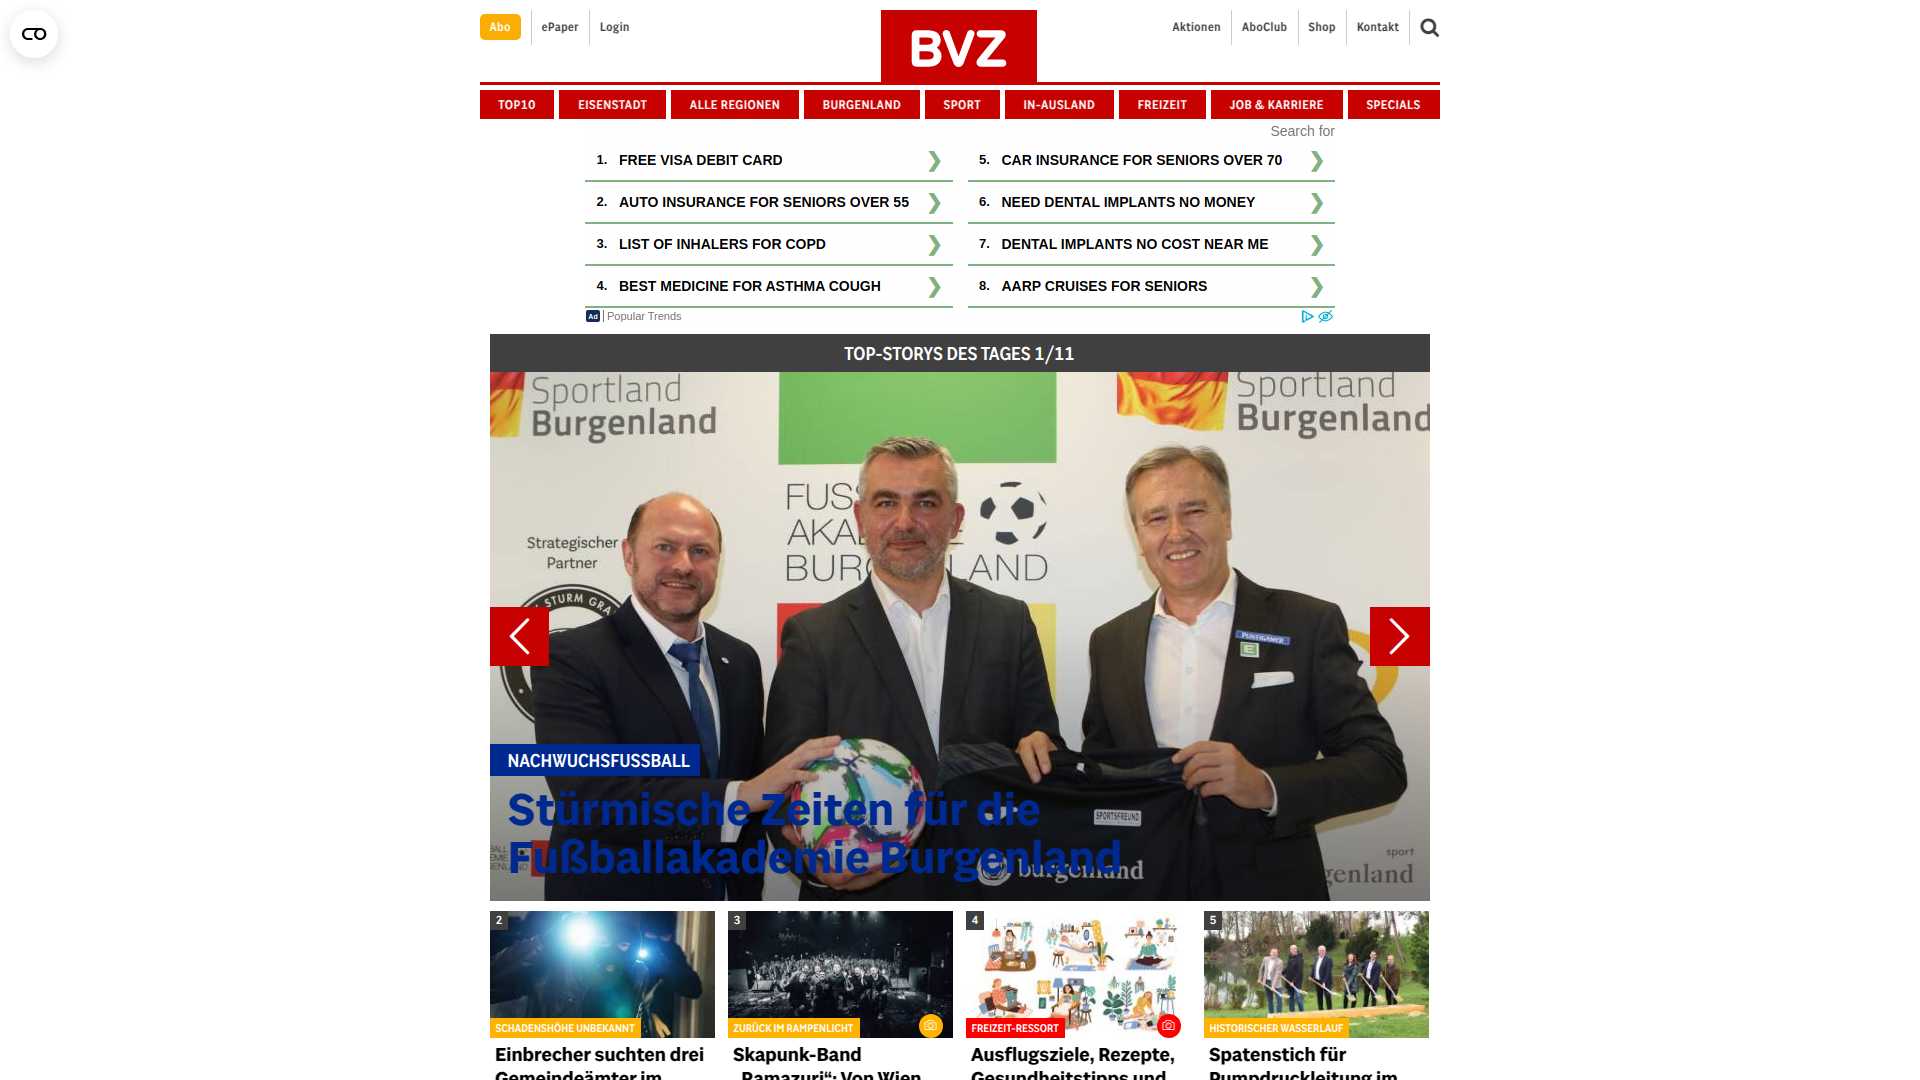 Abo
ePaper
Login
BVZ
Aktionen
AboClub
Shop
Kontakt
TOP10
EISENSTADT
ALLE REGIONEN
BURGENLAND
SPORT
IN-AUSLAND
FREIZEIT
JOB & KARRIERE
SPECIALS
Search for
1. FREE VISA DEBIT CARD
2. AUTO INSURANCE FOR SENIORS OVER 55
3. LIST OF INHALERS FOR COPD
4. BEST MEDICINE FOR ASTHMA COUGH
5. CAR INSURANCE FOR SENIORS OVER 70
6. NEED DENTAL IMPLANTS NO MONEY
7. DENTAL IMPLANTS NO COST NEAR ME
8. AARP CRUISES FOR SENIORS
Ad Popular Trends
TOP-STORYS DES TAGES 1/11
Sportland
Burgenland
Sportland
Burgenland
Strategischer
Partner
STURM GRA
FUSS
AKA
BURG LAND
PUNTIGAMER
SPORTSFREUND
burgenland
sport
genland
NACHWUCHSFUSSBALL
Stürmische Zeiten für die
Fußballakademie Burgenland
2
SCHADENSHÖHE UNBEKANNT
Einbrecher suchten drei
Gemeindeämter im
3
ZURÜCK IM RAMPENLICHT
Skapunk-Band
„Ramazuri“: Von Wien
4
FREIZEIT-RESSORT
Ausflugsziele, Rezepte,
Gesundheitstipps und
5
HISTORISCHER WASSERLAUF
Spatenstich für
Pumpdruckleitung im